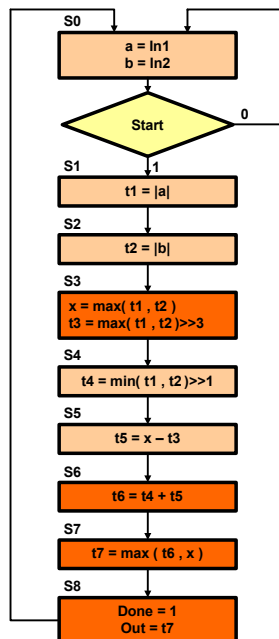 S0
a = ln1
b = ln2
Start
0
1
S1
t1 = |a|
S2
t2 = |b|
S3
x = max( t1 , t2 )
t3 = max( t1 , t2 )>>3
S4
t4 = min( t1 , t2 )>>1
S5
t5 = x – t3
S6
t6 = t4 + t5
S7
t7 = max ( t6 , x )
S8
Done = 1
Out = t7